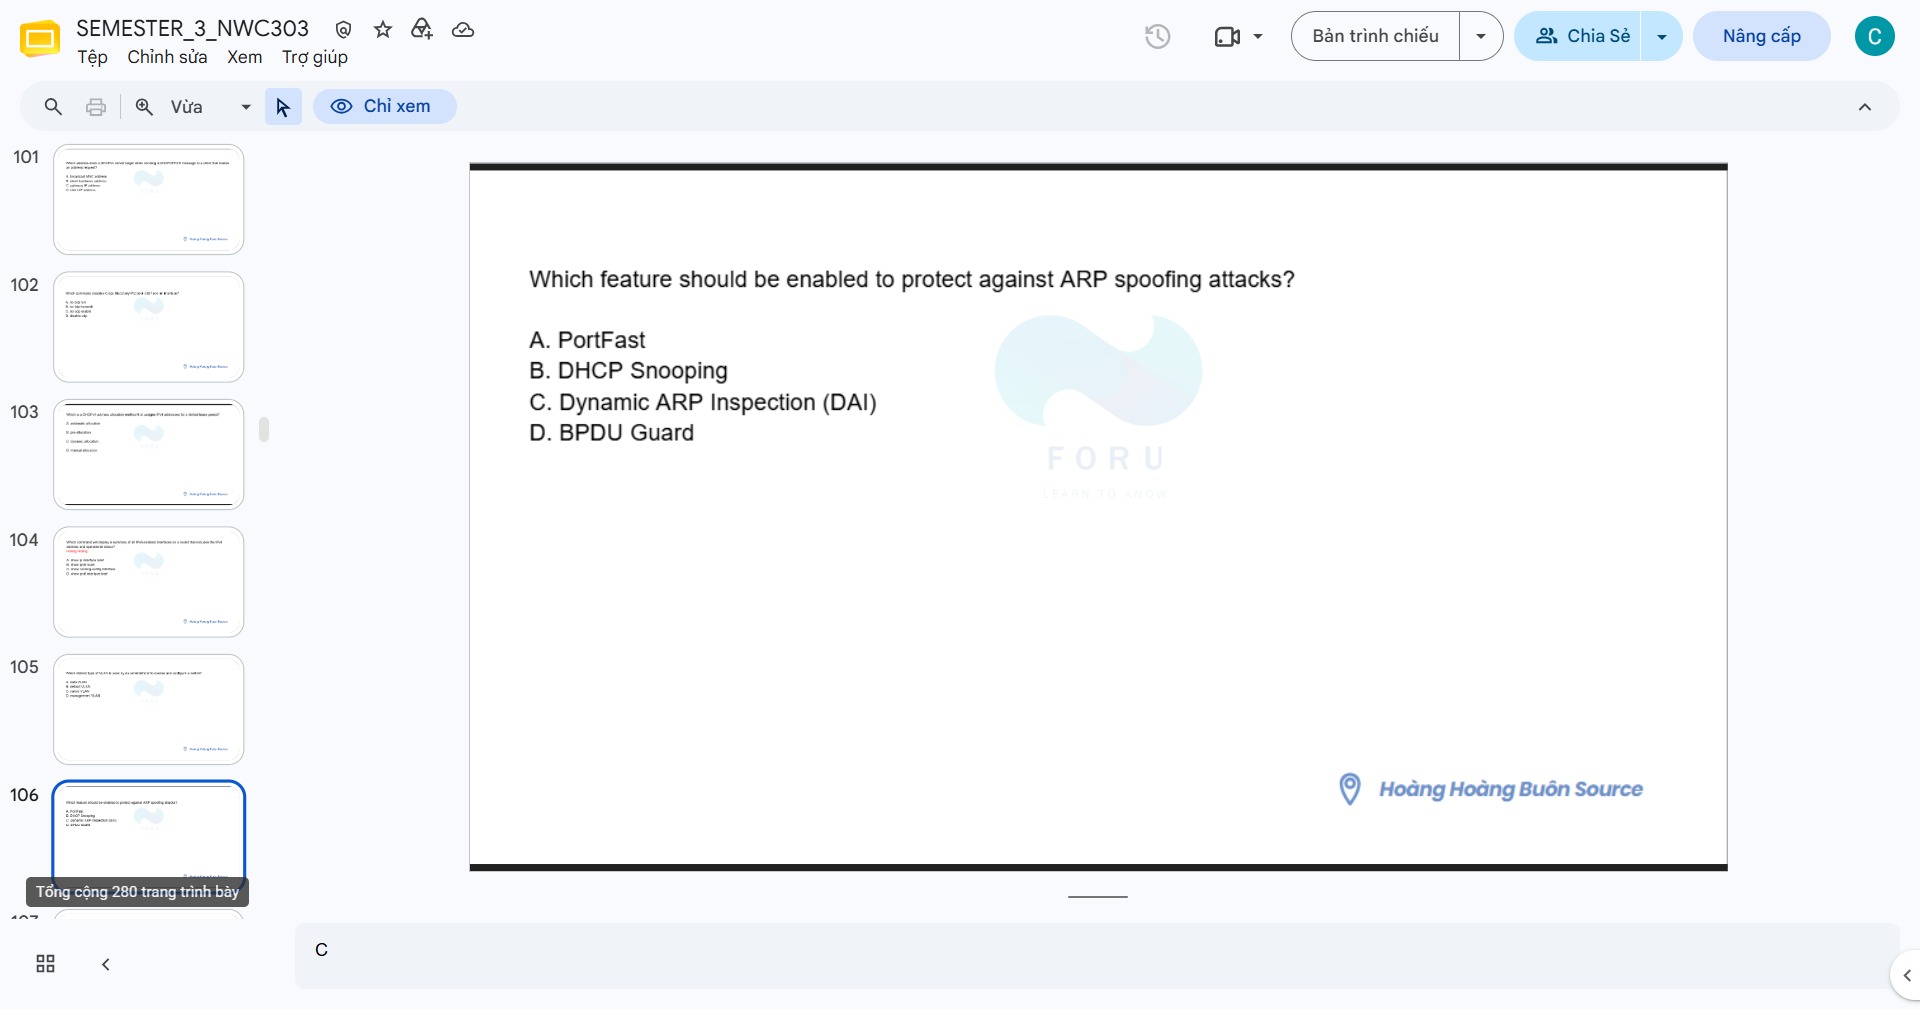 SEMESTER_3_NWC303
Tệp Chỉnh sửa Xem Trợ giúp
Bản trình chiếu
Chia Sẻ
Nâng cấp
C
Vừa
Chỉ xem
101
102
103
104
105
106
Tổng cộng 280 trang trình bày
Which feature should be enabled to protect against ARP spoofing attacks?
A. PortFast
B. DHCP Snooping
C. Dynamic ARP Inspection (DAI)
D. BPDU Guard
FORU
LEARN TO KNOW
Hoàng Hoàng Buôn Source
C